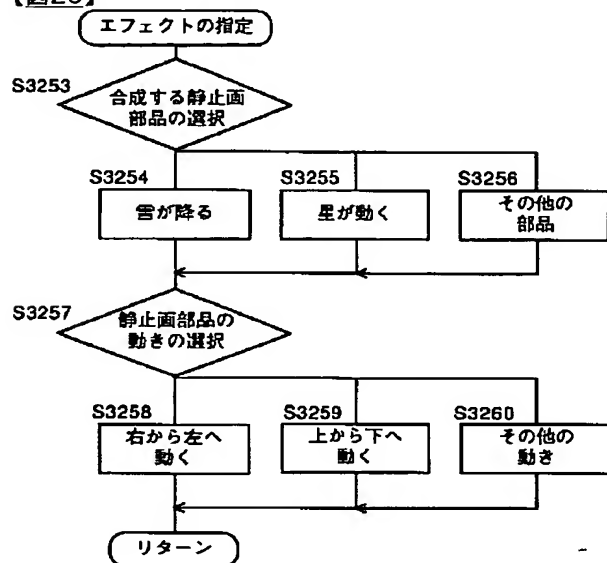 エフェクトの指定
S3253
合成する静止画
部品の選択
S3254
雪が降る
S3255
星が動く
S3256
その他の
部品
S3257
静止画部品の
動きの選択
S3258
右から左へ
動く
S3259
上から下へ
動く
S3260
その他の
動き
リターン